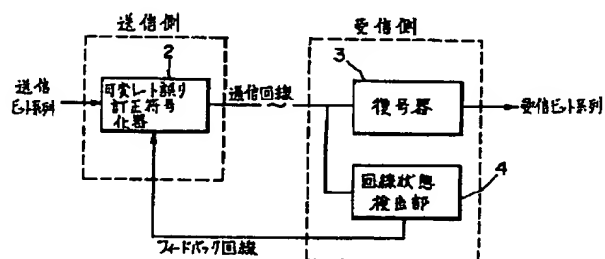 送信側
受信側
2
送信
ビット系列
可変レート誤り
訂正符号
化器
通信回線
3
復号器
受信ビット系列
回線状態
検出部
4
フィードバック回線